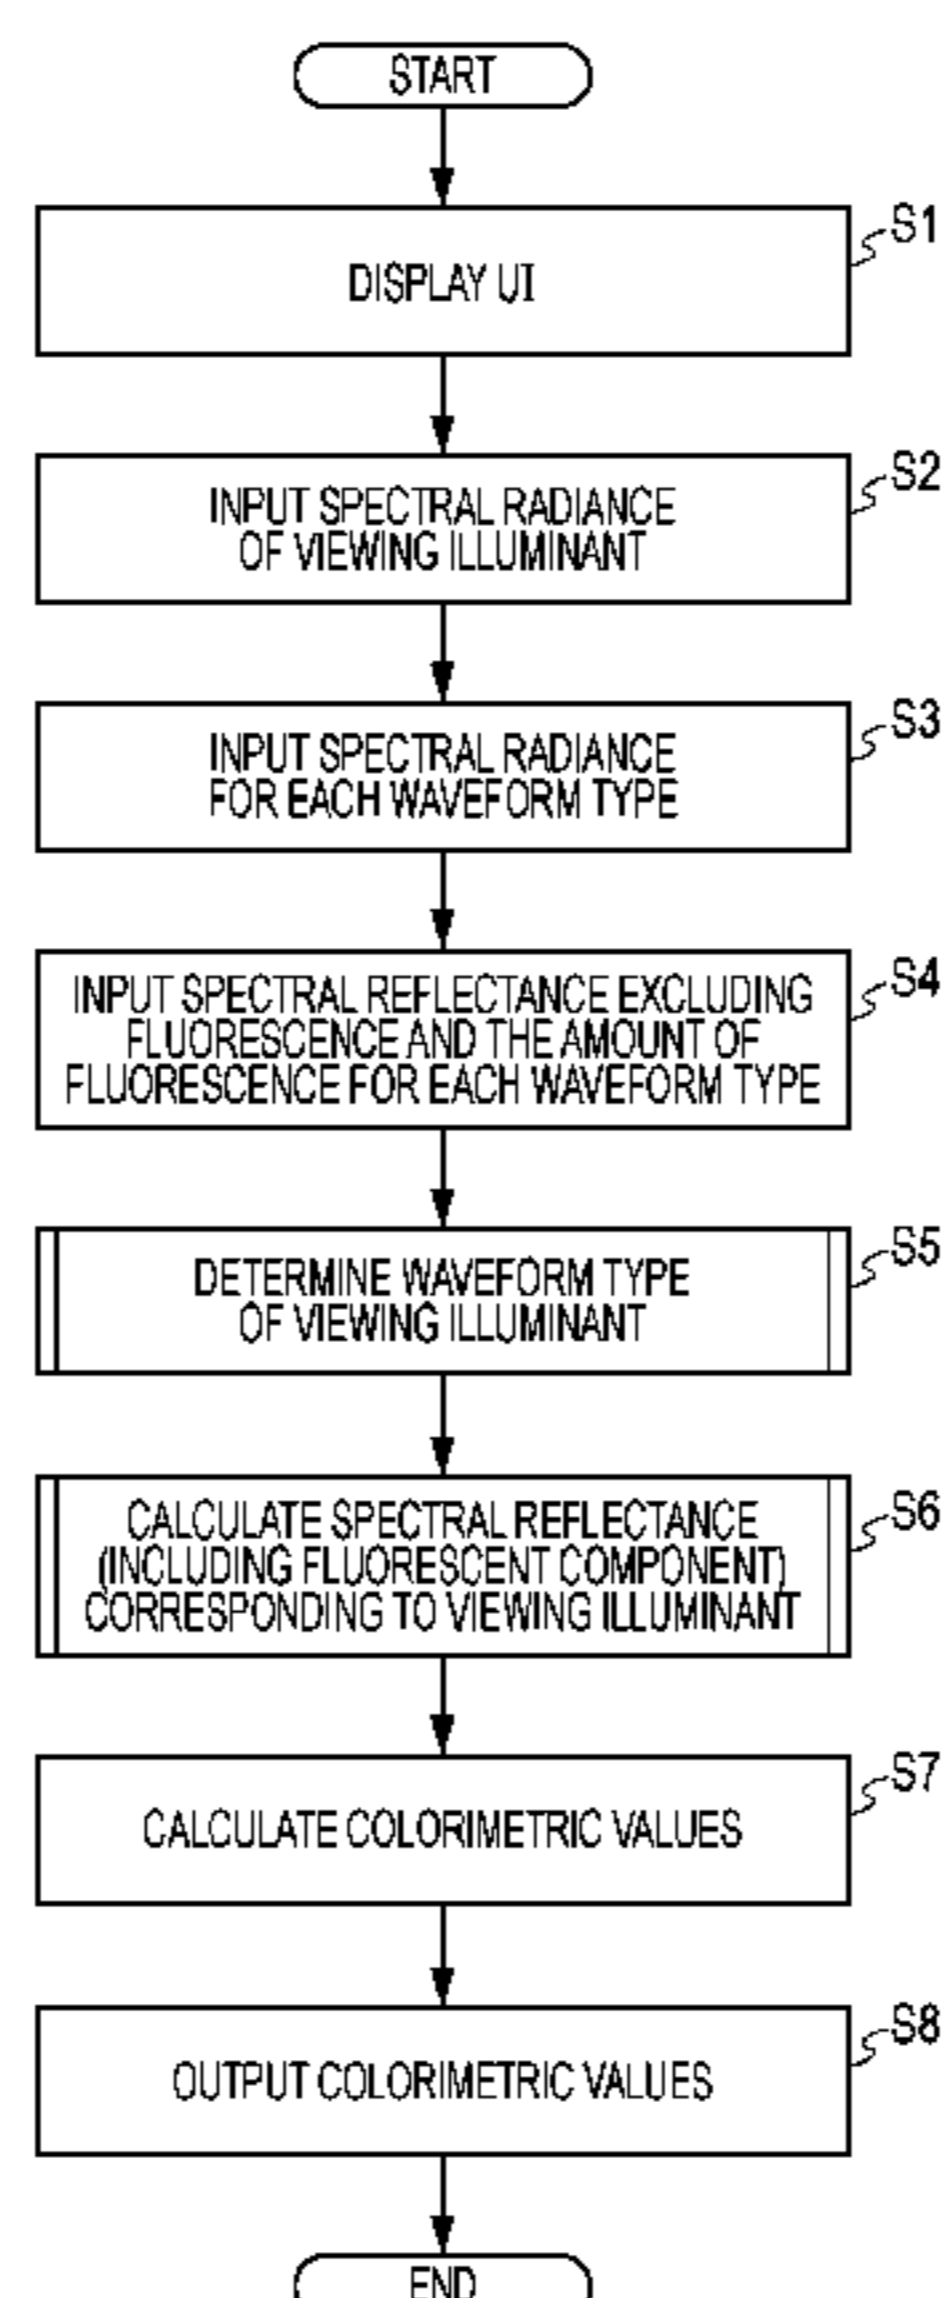 START
S1
DISPLAY UI
S2
INPUT SPECTRAL RADIANCE
OF VIEWING ILLUMINANT
S3
INPUT SPECTRAL RADIANCE
FOR EACH WAVEFORM TYPE
S4
INPUT SPECTRAL REFLECTANCE EXCLUDING
FLUORESCENCE AND THE AMOUNT OF
FLUORESCENCE FOR EACH WAVEFORM TYPE
S5
DETERMINE WAVEFORM TYPE
OF VIEWING ILLUMINANT
S6
CALCULATE SPECTRAL REFLECTANCE
(INCLUDING FLUORESCENT COMPONENT)
CORRESPONDING TO VIEWING ILLUMINANT
S7
CALCULATE COLORIMETRIC VALUES
S8
OUTPUT COLORIMETRIC VALUES
END